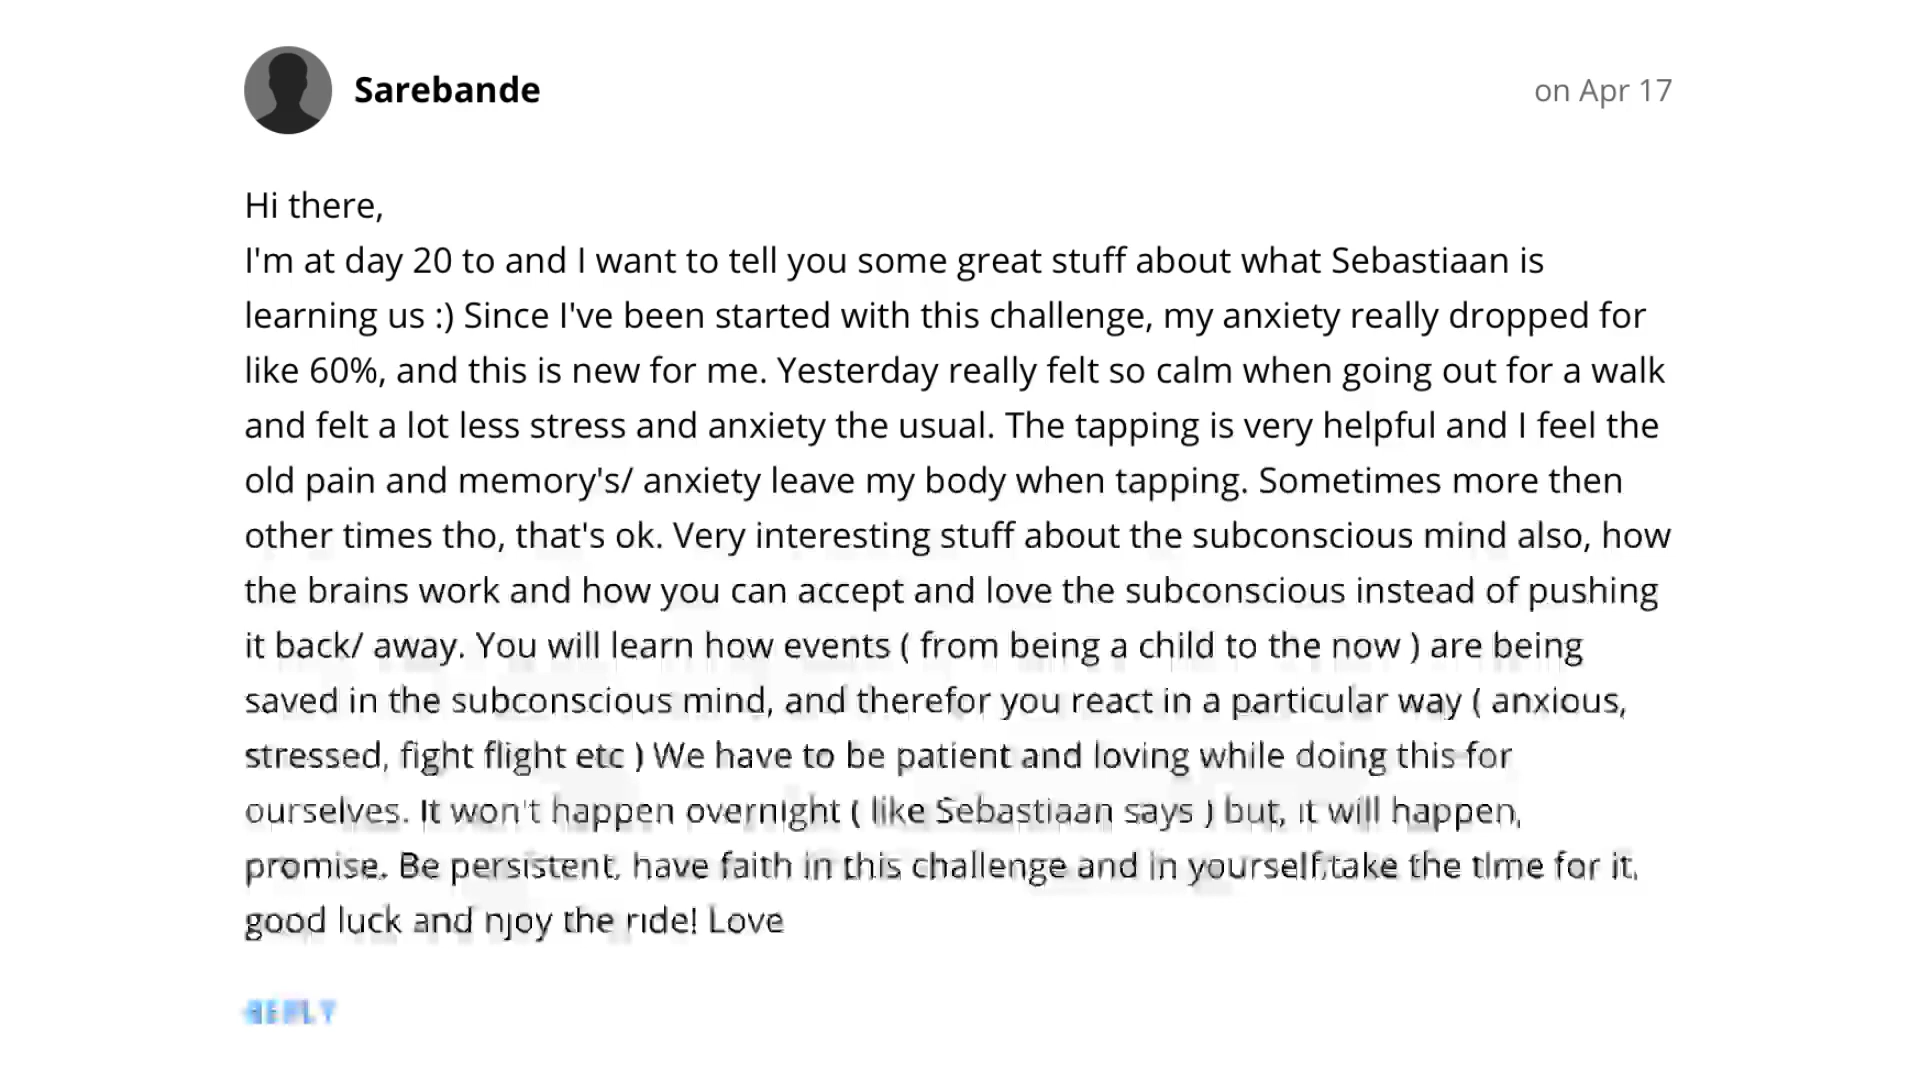 Sarebande
on Apr 17
Hi there,
I'm at day 20 to and I want to tell you some great stuff about what Sebastiaan is
learning us :) Since I've been started with this challenge, my anxiety really dropped for
like 60%, and this is new for me. Yesterday really felt so calm when going out for a walk
and felt a lot less stress and anxiety the usual. The tapping is very helpful and I feel the
old pain and memory's/ anxiety leave my body when tapping. Sometimes more then
other times tho, that's ok. Very interesting stuff about the subconscious mind also, how
the brains work and how you can accept and love the subconscious instead of pushing
it back/ away. You will learn how events ( from being a child to the now ) are being
saved in the subconscious mind, and therefor you react in a particular way ( anxious,
stressed, fight flight etc ) We have to be patient and loving while doing this for
ourselves. It won't happen overnight ( like Sebastiaan says ) but, it will happen,
promise. Be persistent, have faith in this challenge and in yourself,take the time for it,
good luck and njoy the ride! Love
REPLY